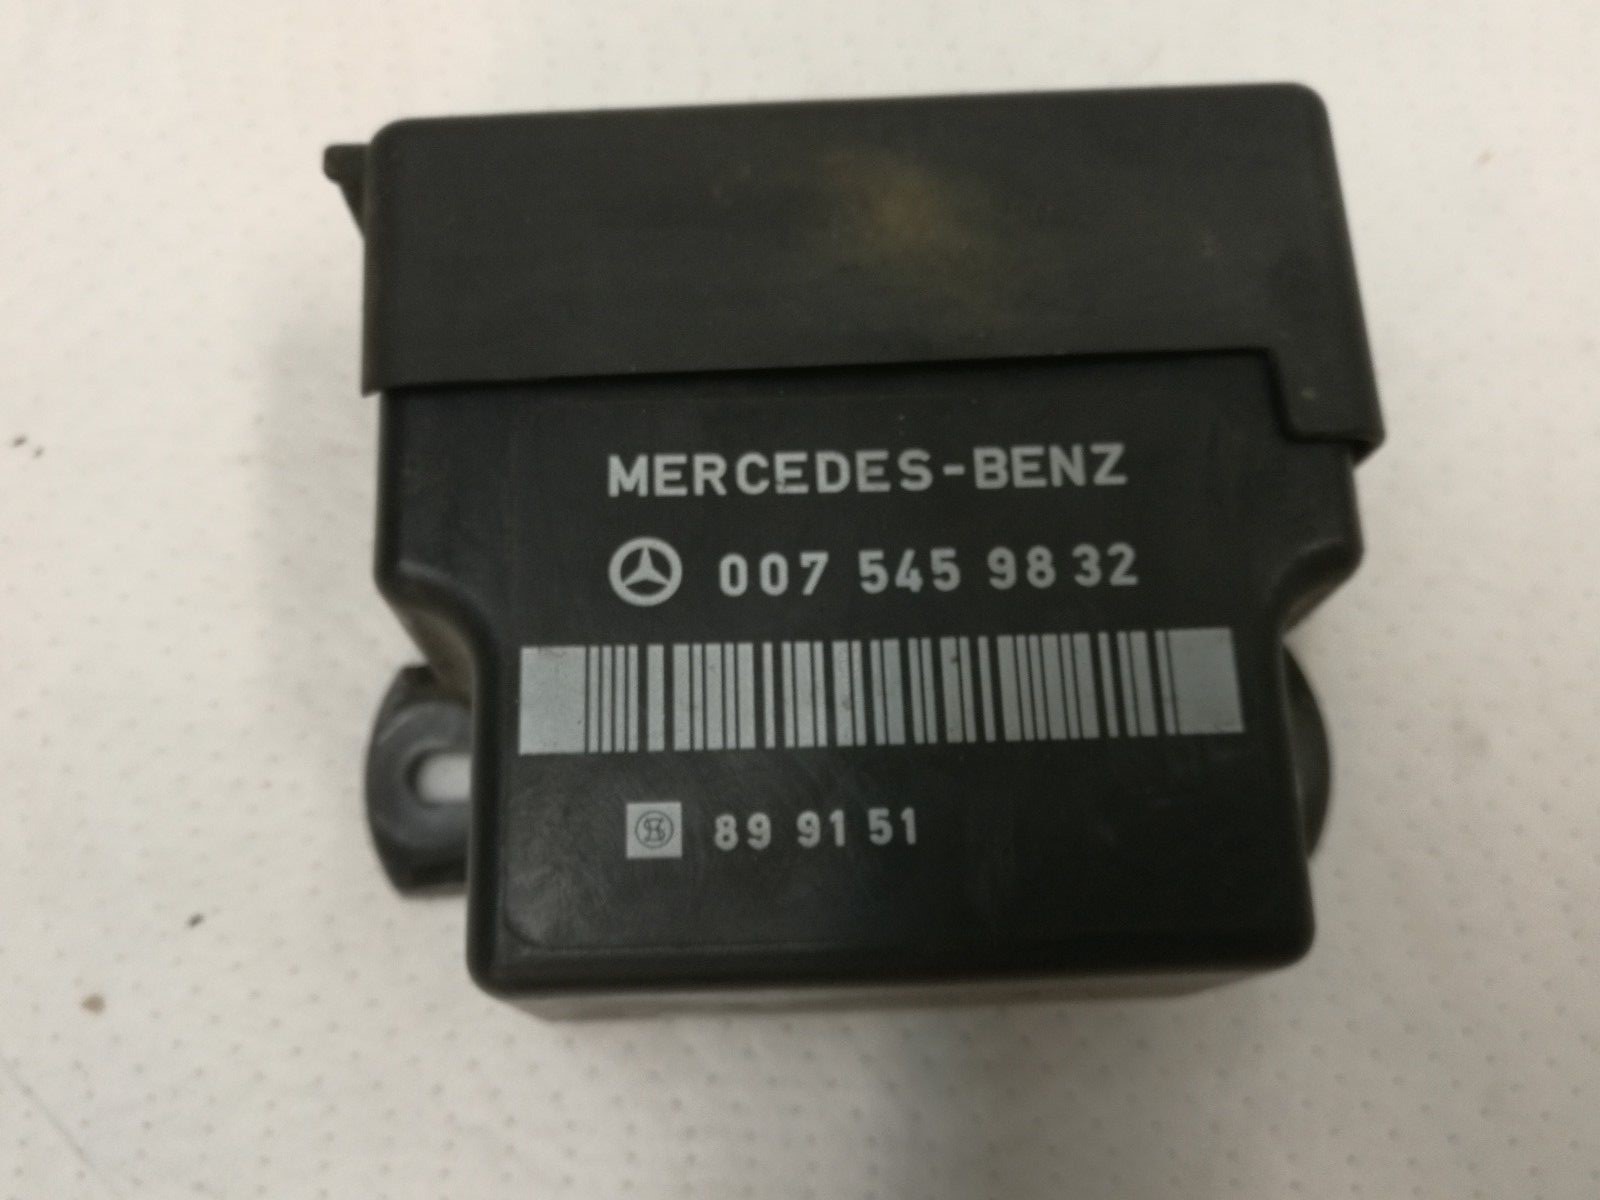 MERCEDES-BENZ
007 545 98 32
89 91 51